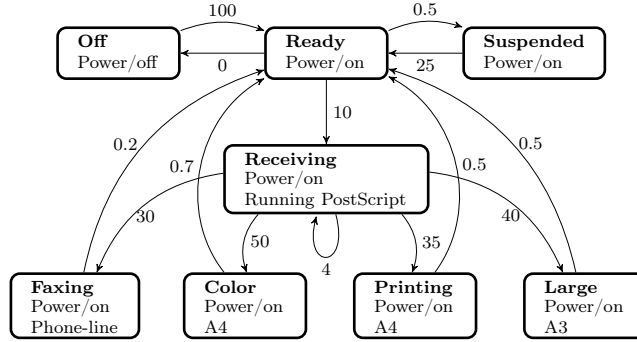 100
0.5
Off
Power/off
Ready
Power/on
Suspended
Power/on
0
25
10
0.2
0.7
0.5
0.5
Receiving
Power/on
Running PostScript
30
50
4
35
40
Faxing
Power/on
Phone-line
Color
Power/on
A4
Printing
Power/on
A4
Large
Power/on
A3